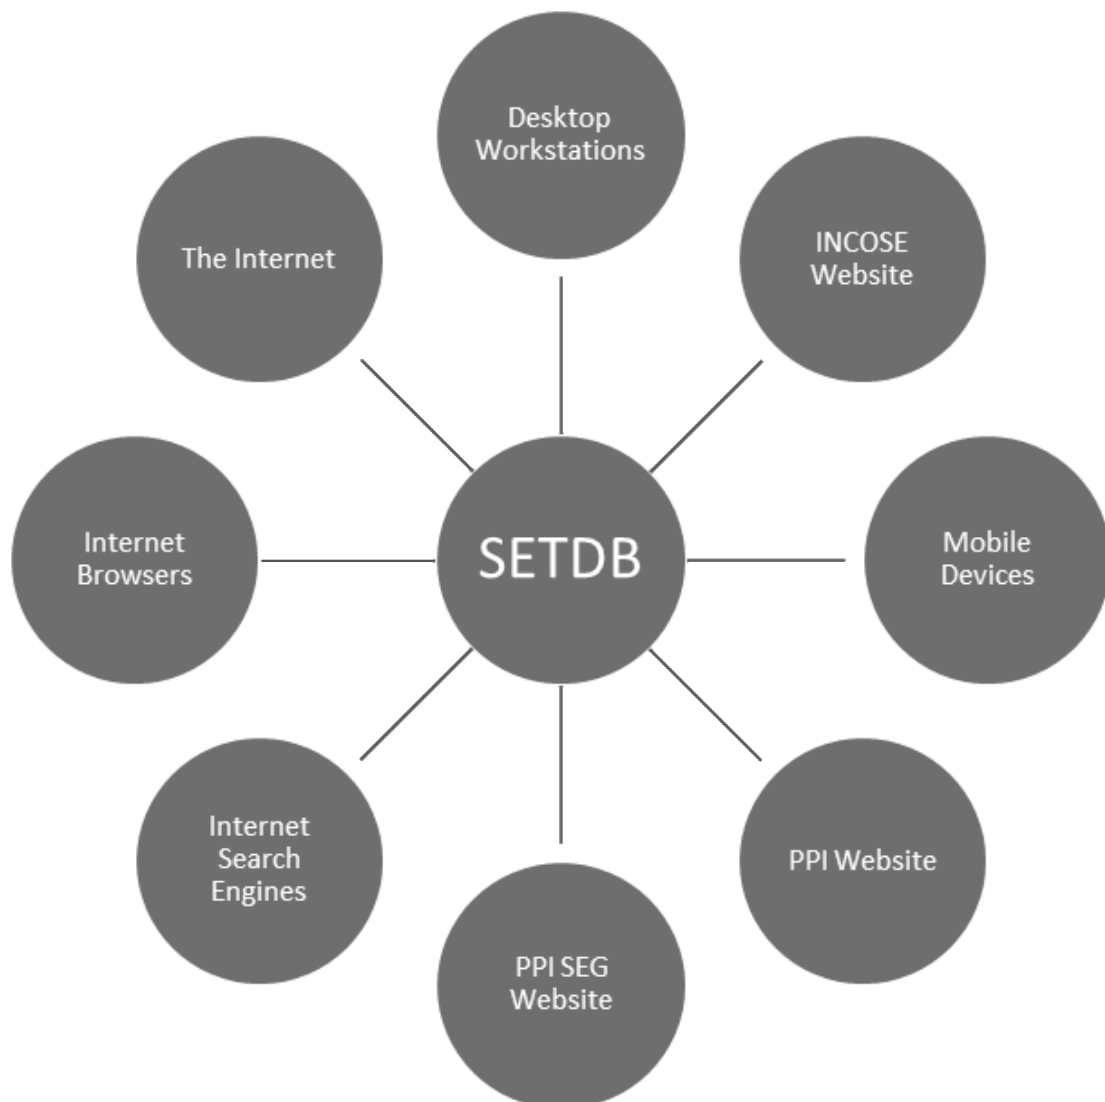 Desktop
Workstations
INCOSE
Website
The Internet
Internet
Browsers
SETDB
Mobile
Devices
Internet
Search
Engines
PPI Website
PPI SEG
Website